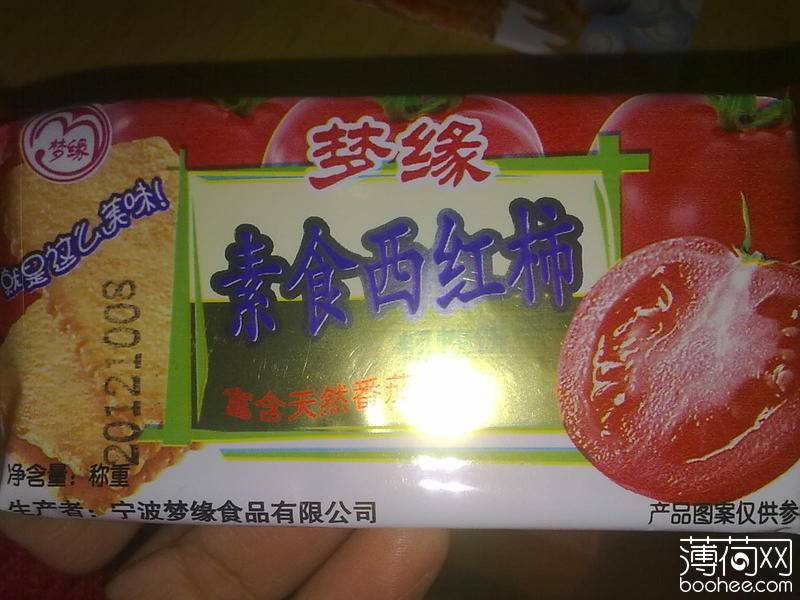 梦缘
梦缘
就是这么美味!
素食西红柿
富含天然番茄
20121008
净含量：称重
生产者：宁波梦缘食品有限公司
产品图案仅供参
薄荷网
boohee.com